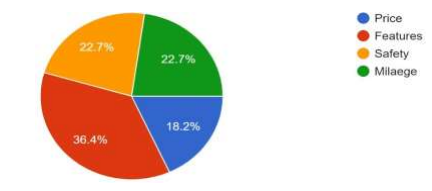 Price
Features
Safety
Milaege
22.7%
22.7%
18.2%
36.4%